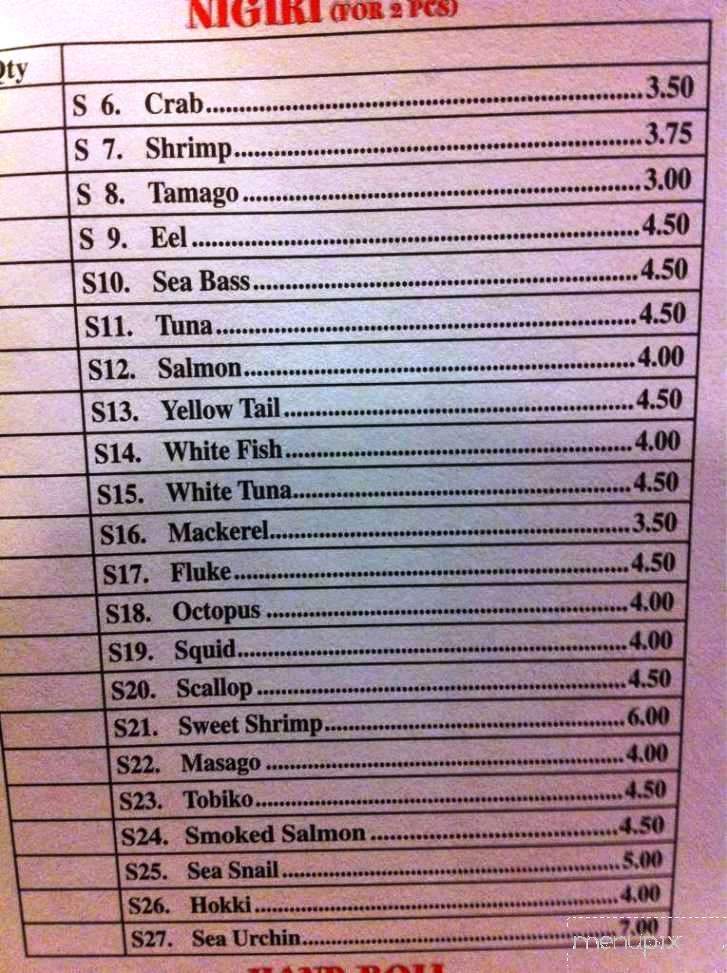 NIGIRI (FOR 2 PCS)
Qty
S 6. Crab 3.50
S 7. Shrimp 3.75
S 8. Tamago 3.00
S 9. Eel 4.50
S10. Sea Bass 4.50
S11. Tuna 4.50
S12. Salmon 4.00
S13. Yellow Tail 4.50
S14. White Fish 4.00
S15. White Tuna 4.50
S16. Mackerel 3.50
S17. Fluke 4.50
S18. Octopus 4.00
S19. Squid 4.00
S20. Scallop 4.50
S21. Sweet Shrimp 6.00
S22. Masago 4.00
S23. Tobiko 4.50
S24. Smoked Salmon 4.50
S25. Sea Snail 5.00
S26. Hokki 4.00
S27. Sea Urchin 7.00
menupix
HAND ROLL